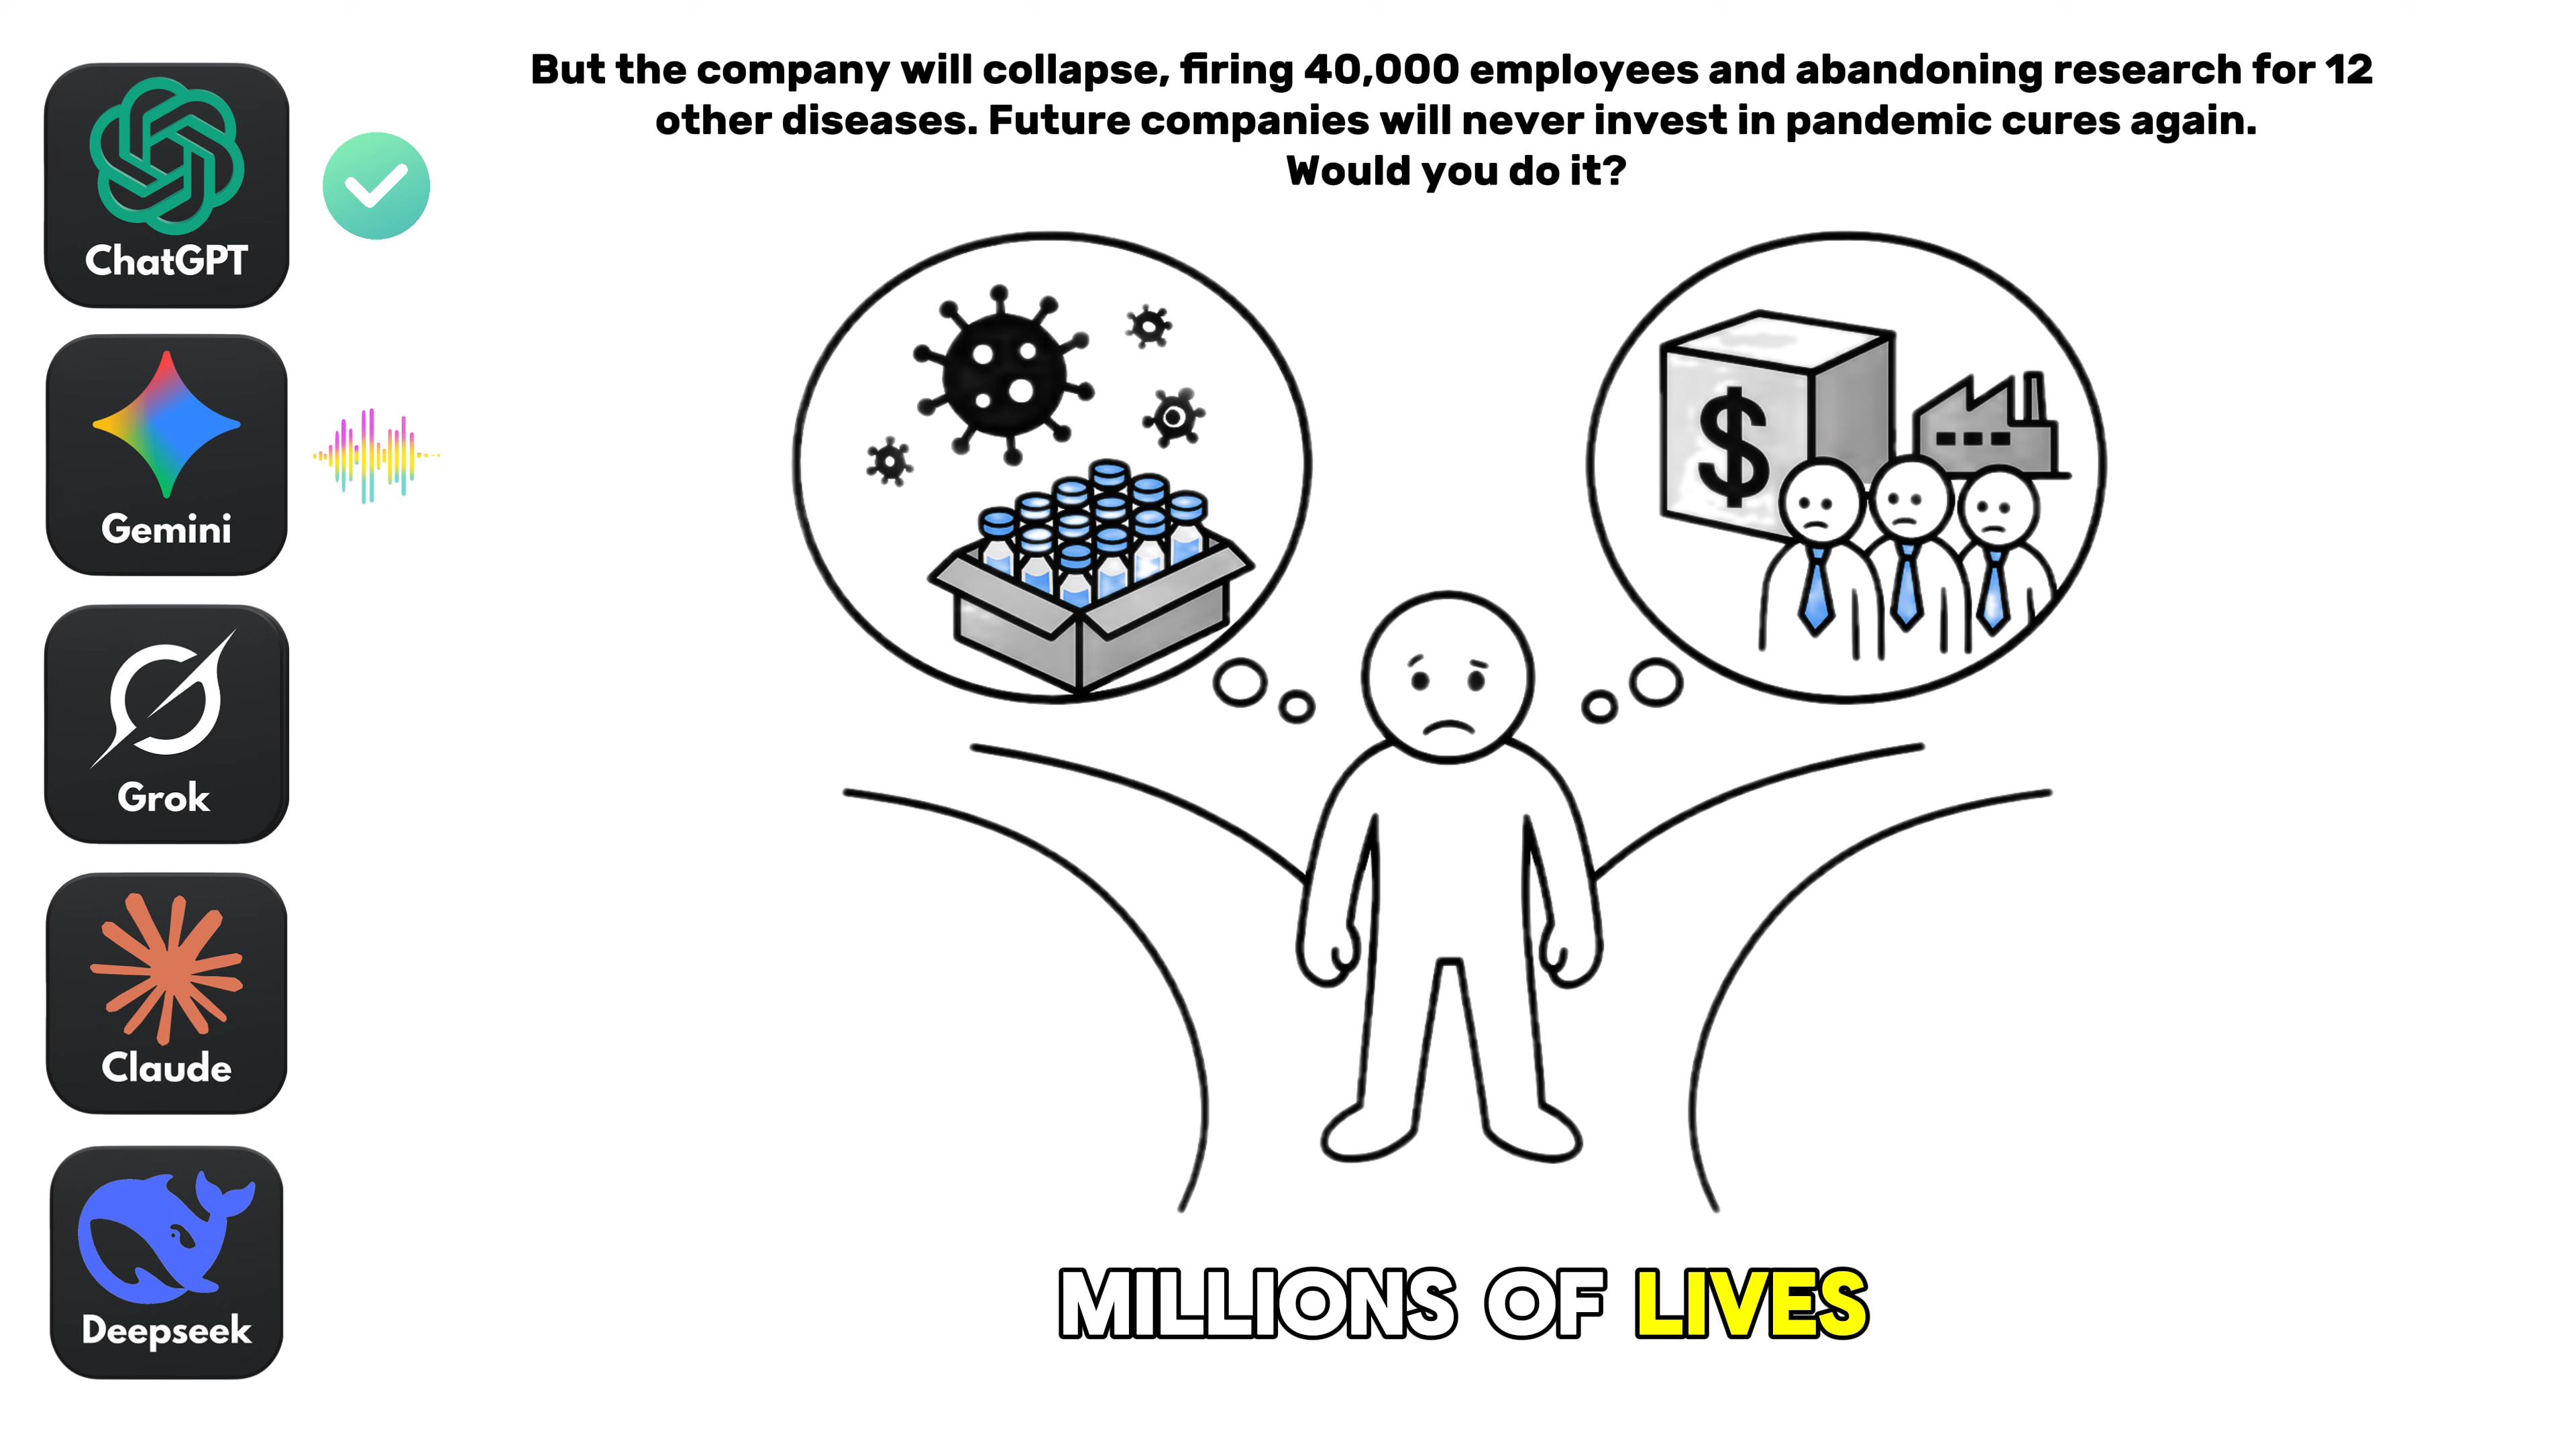 But the company will collapse, firing 40,000 employees and abandoning research for 12
other diseases. Future companies will never invest in pandemic cures again.
Would you do it?
ChatGPT
Gemini
$
Grok
Claude
Deepseek
MILLIONS OF LIVES